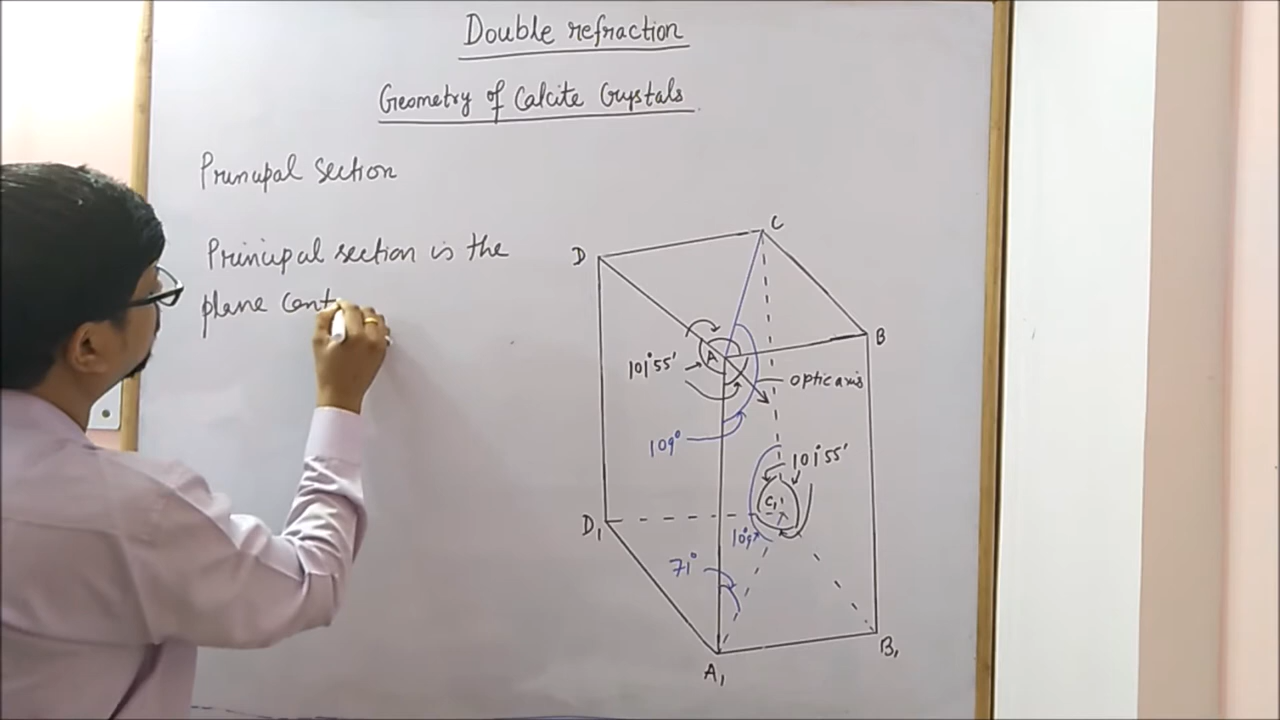 Double refraction
Geometry of Calcite Crystals
Principal section
Principal section is the
plane cont
C
D
B
A
101°55'
optic axis
109°
101°55'
C₁
D₁
109°
71°
B₁
A₁